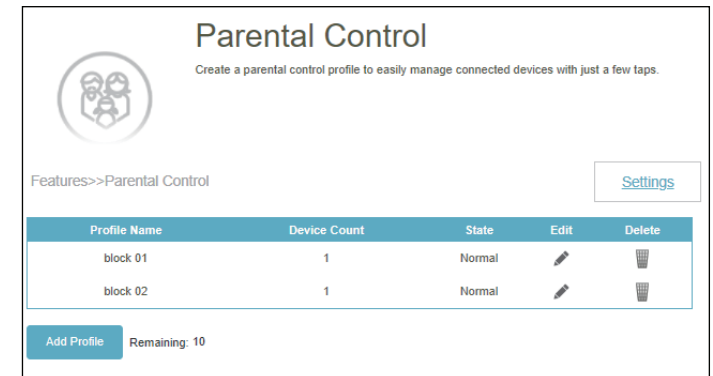 Parental Control
Create a parental control profile to easily manage connected devices with just a few taps.
Features>>Parental Control
Settings
Profile Name Device Count State Edit Delete
block 01 1 Normal
block 02 1 Normal
Add Profile Remaining: 10